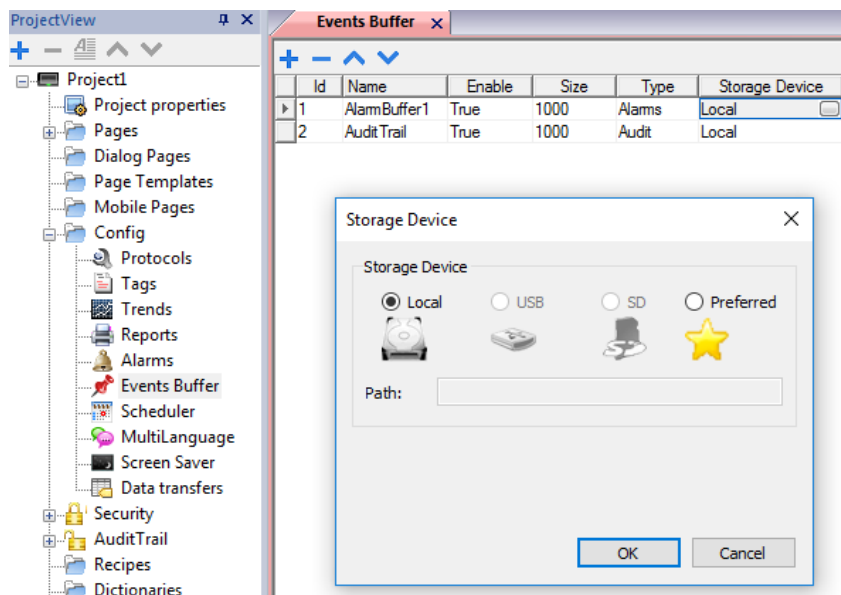 ProjectView
Project1
Project properties
Pages
Dialog Pages
Page Templates
Mobile Pages
Config
Protocols
Tags
Trends
Reports
Alarms
Events Buffer
Scheduler
MultiLanguage
Screen Saver
Data transfers
Security
AuditTrail
Recipes
Dictionaries
Events Buffer
Id Name Enable Size Type Storage Device
1 AlarmBuffer1 True 1000 Alarms Local
2 AuditTrail True 1000 Audit Local
Storage Device
Storage Device
Local USB SD Preferred
Path:
OK Cancel